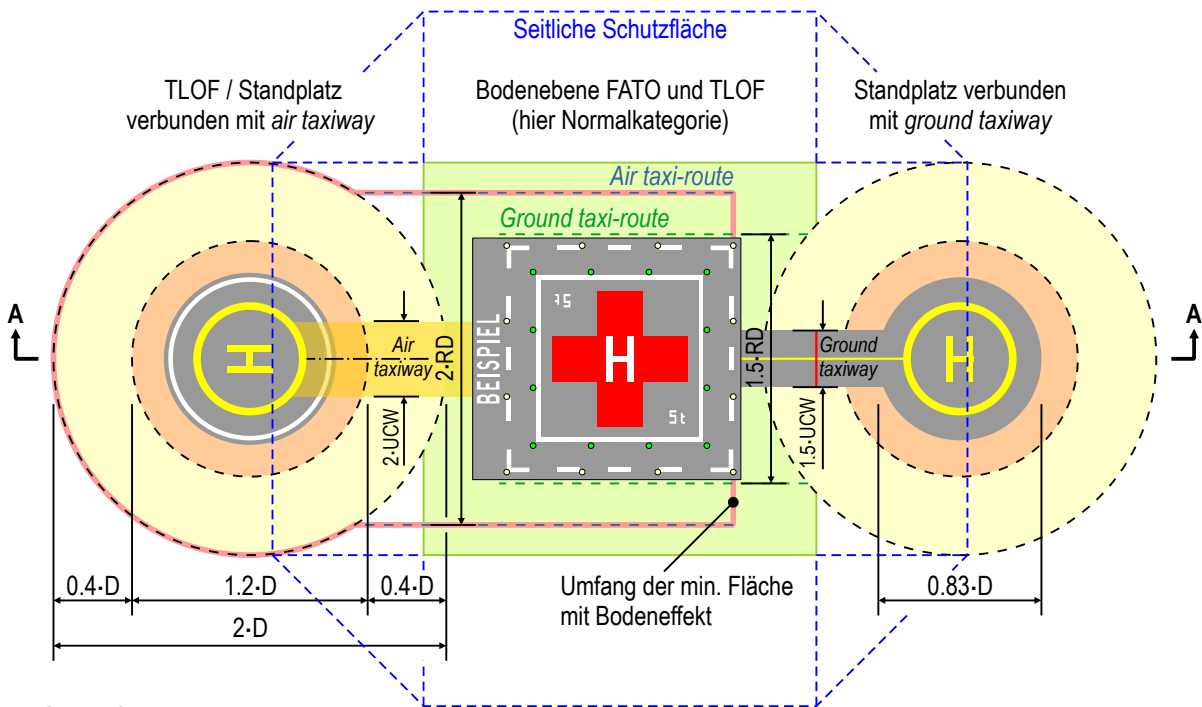 Seitliche Schutzfläche
TLOF / Standplatz
verbunden mit air taxiway
Bodenebene FATO und TLOF
(hier Normalkategorie)
Standplatz verbunden
mit ground taxiway
Air taxi-route
Ground taxi-route
A
A
BEISPIEL
9t
5t
H
H
H
Air
taxiway
Ground
taxiway
2·RD
1.5·RD
2·UCW
1.5·UCW
0.4·D
1.2·D
0.4·D
2·D
Umfang der min. Fläche
mit Bodeneffekt
0.83·D